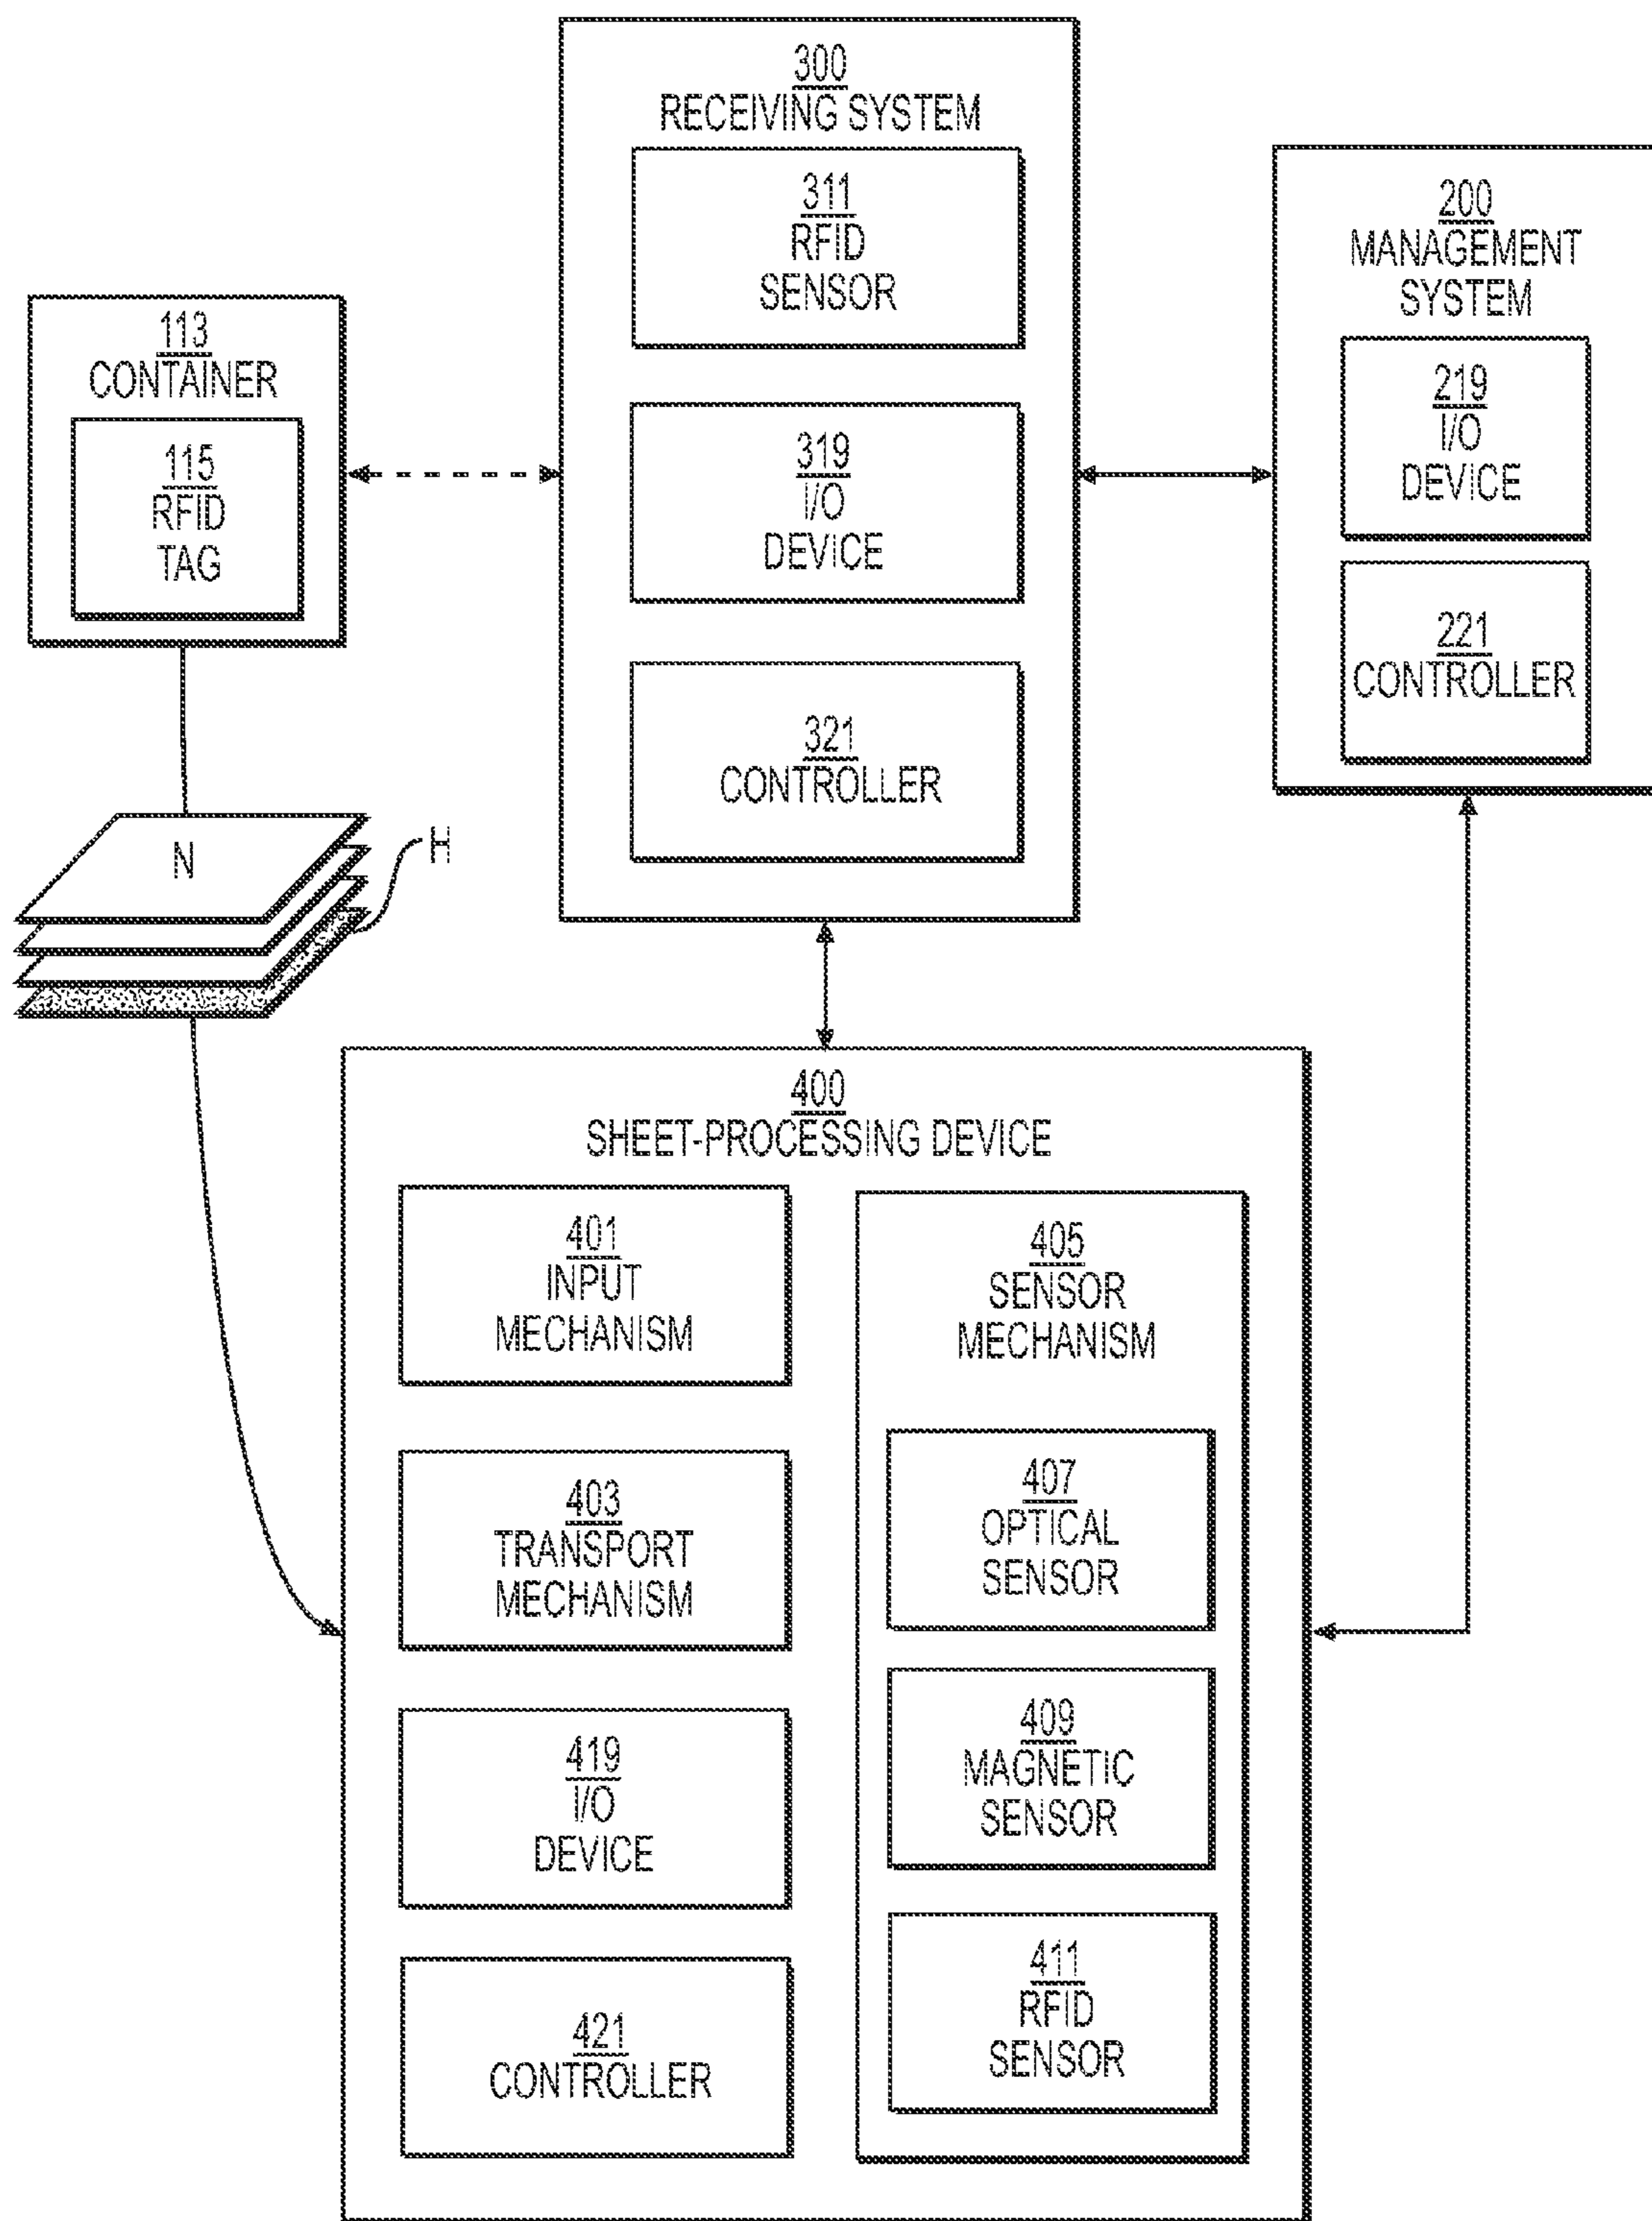 300
RECEIVING SYSTEM
311
RFID
SENSOR
319
I/O
DEVICE
321
CONTROLLER
200
MANAGEMENT
SYSTEM
219
I/O
DEVICE
221
CONTROLLER
113
CONTAINER
115
RFID
TAG
N
H
400
SHEET-PROCESSING DEVICE
401
INPUT
MECHANISM
403
TRANSPORT
MECHANISM
419
I/O
DEVICE
421
CONTROLLER
405
SENSOR
MECHANISM
407
OPTICAL
SENSOR
409
MAGNETIC
SENSOR
411
RFID
SENSOR